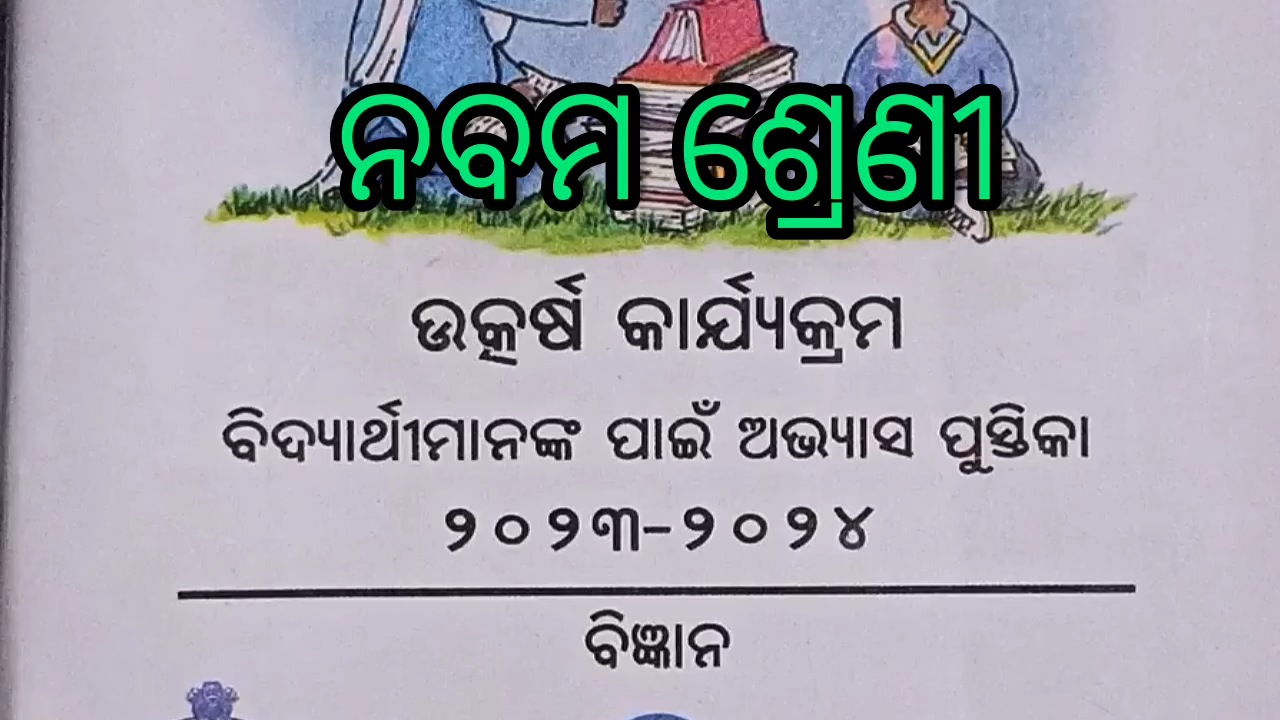 ନବମ ଶ୍ରେଣୀ
ଉତ୍କର୍ଷ କାର୍ଯ୍ୟକ୍ରମ
ବିଦ୍ୟାର୍ଥୀମାନଙ୍କ ପାଇଁ ଅଭ୍ୟାସ ପୁସ୍ତିକା
୨୦୨୩-୨୦୨୪
ବିଜ୍ଞାନ